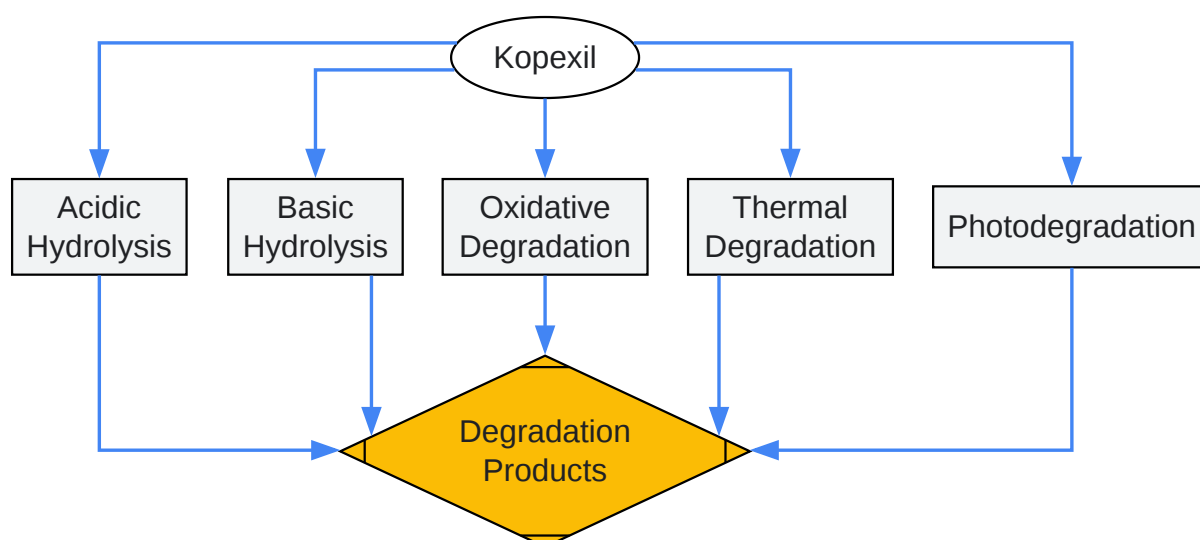 Kopexil
Acidic
Hydrolysis
Basic
Hydrolysis
Oxidative
Degradation
Thermal
Degradation
Photodegradation
Degradation
Products